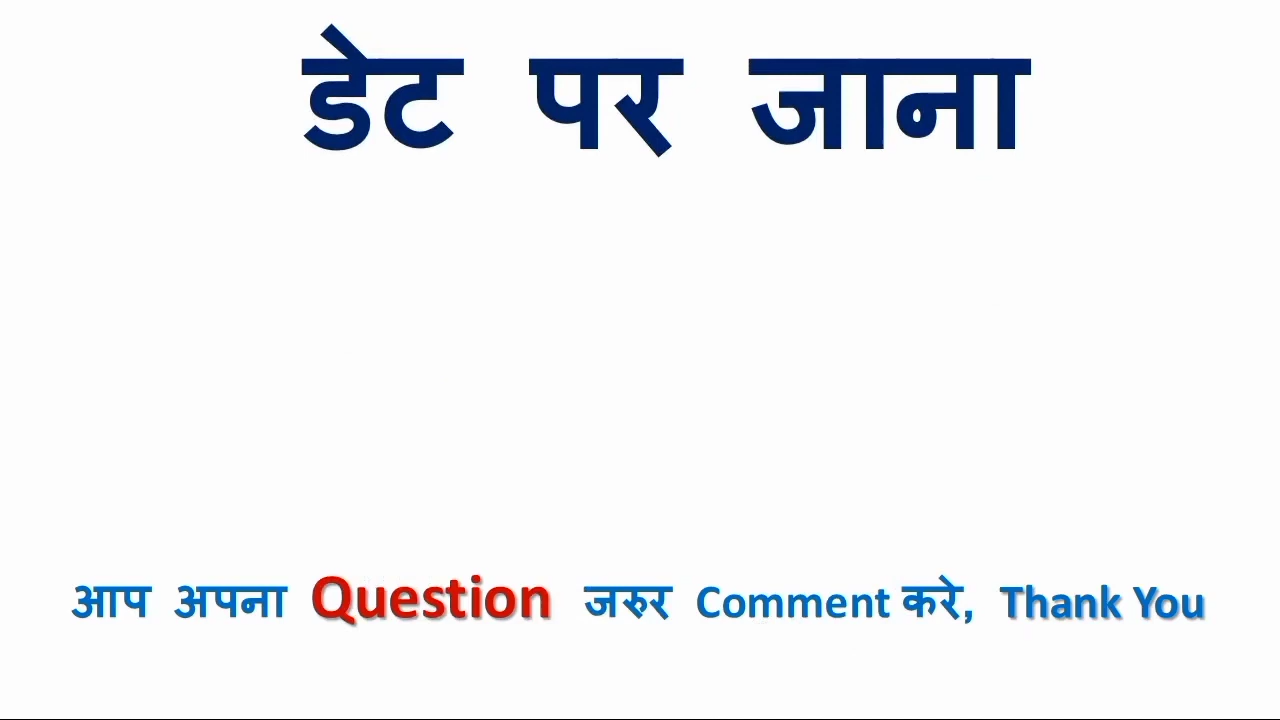 डेट पर जाना
आप अपना Question जरुर Comment करे, Thank You